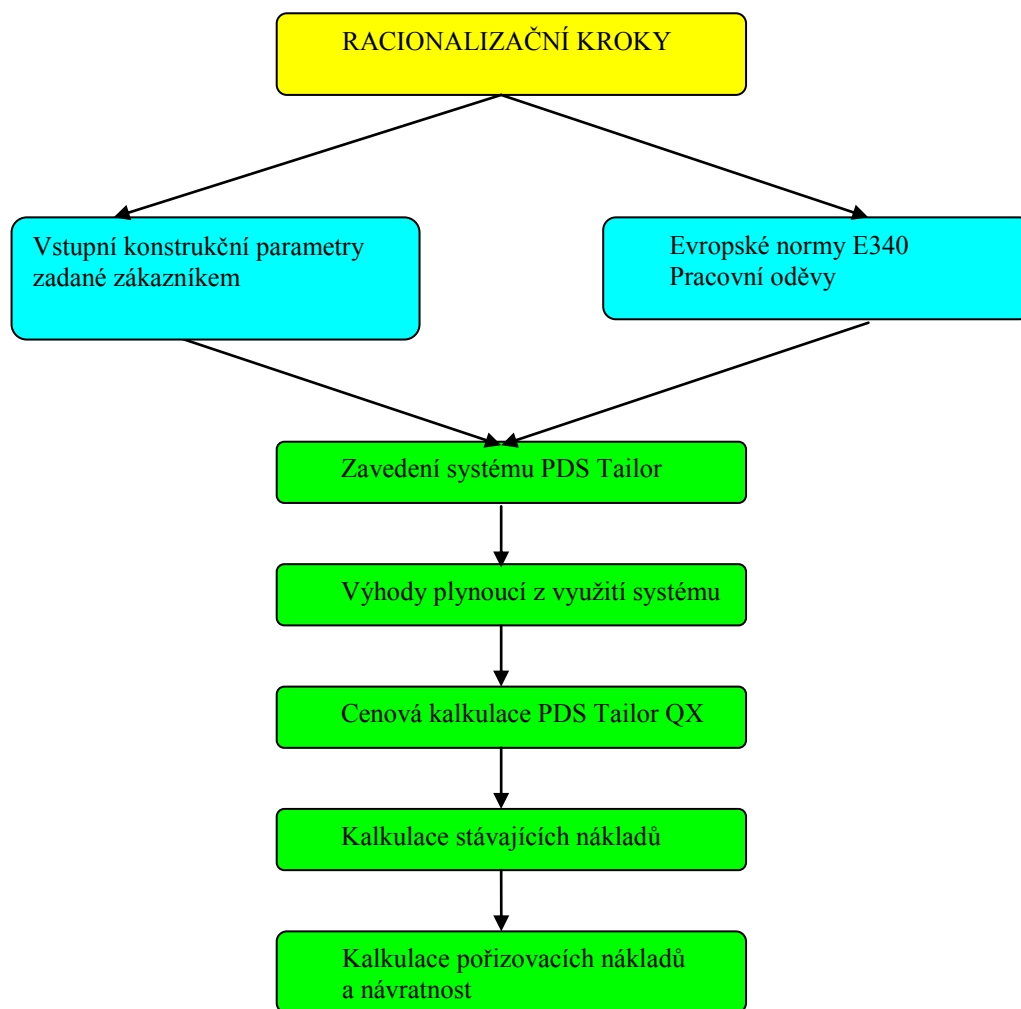 RACIONALIZAČNÍ KROKY
Vstupní konstrukční parametry
zadané zákazníkem
Evropské normy E340
Pracovní oděvy
Zavedení systému PDS Tailor
Výhody plynoucí z využití systému
Cenová kalkulace PDS Tailor QX
Kalkulace stávajících nákladů
Kalkulace pořizovacích nákladů
a návratnost